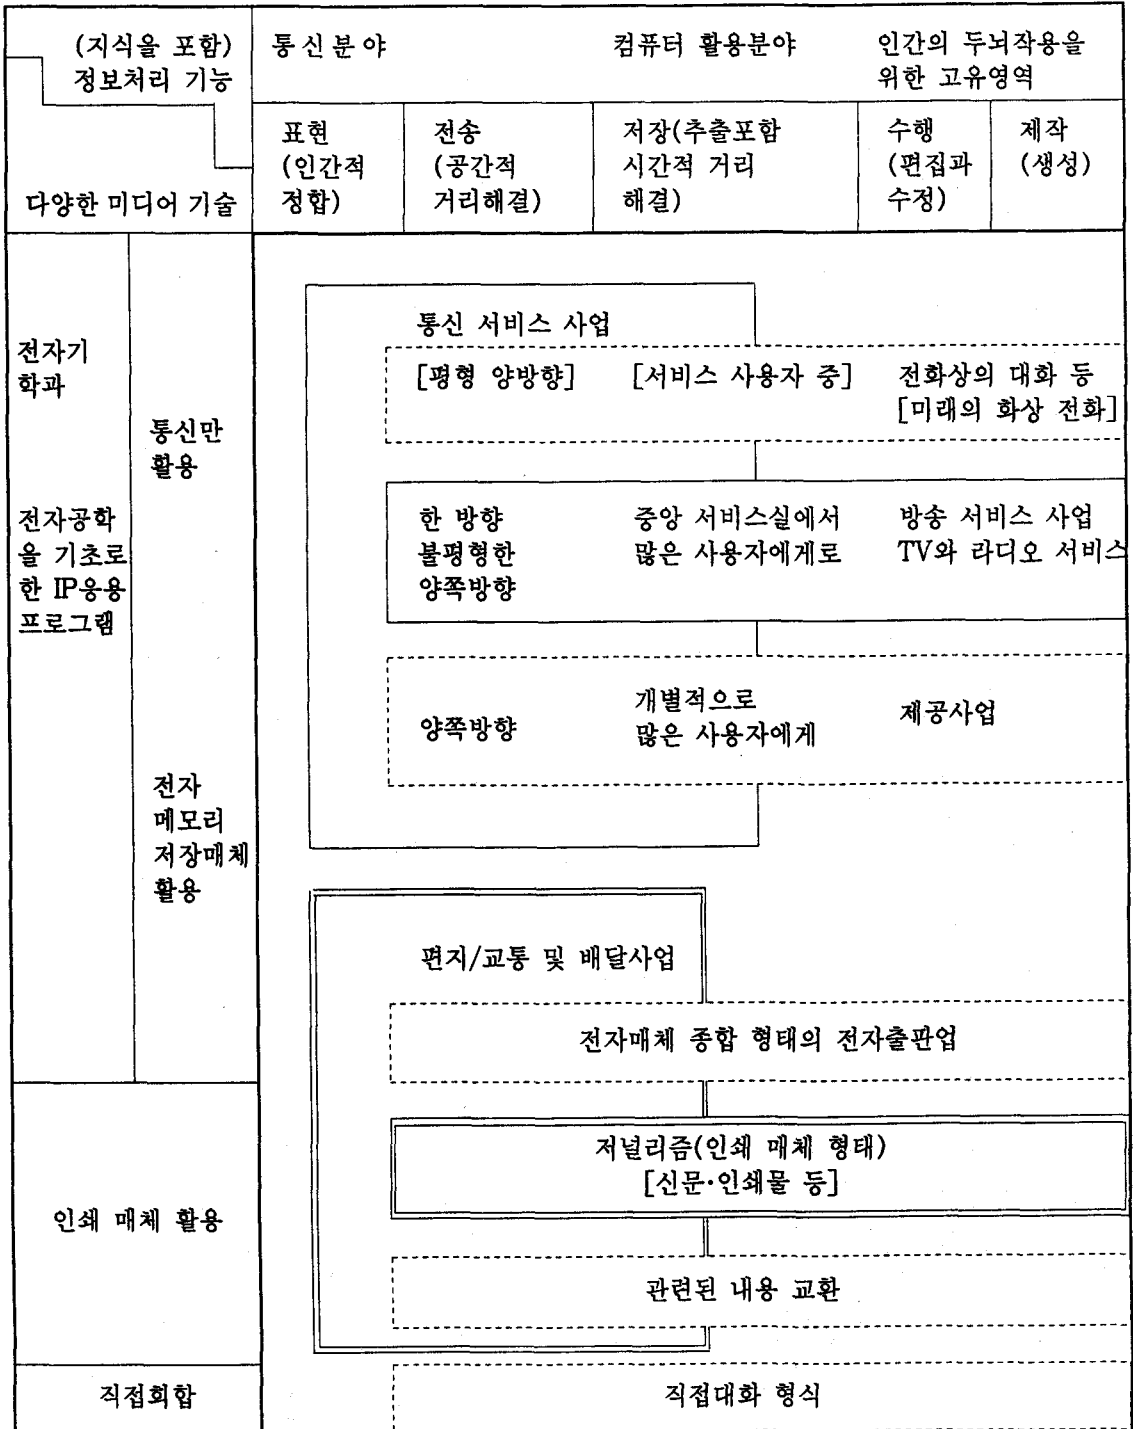 (지식을 포함)
정보처리 기능
다양한 미디어 기술
통신분야
컴퓨터 활용분야
인간의 두뇌작용을
위한 고유영역
표현
(인간적
정합)
전송
(공간적
거리해결)
저장(추출포함
시간적 거리
해결)
수행
(편집과
수정)
제작
(생성)
전자기
학과
전자공학
을 기초로
한 IP응용
프로그램
통신만
활용
전자
메모리
저장매체
활용
통신 서비스 사업
[평형 양방향]
[서비스 사용자 중]
전화상의 대화 등
[미래의 화상 전화]
한 방향
불평형한
양쪽방향
중앙 서비스실에서
많은 사용자에게로
방송 서비스 사업
TV와 라디오 서비스
양쪽방향
개별적으로
많은 사용자에게
제공사업
편지/교통 및 배달사업
전자매체 종합 형태의 전자출판업
인쇄 매체 활용
저널리즘(인쇄 매체 형태)
[신문·인쇄물 등]
관련된 내용 교환
직접회합
직접대화 형식